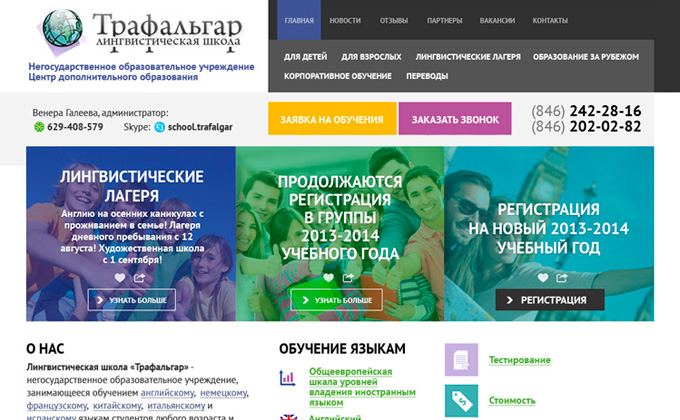 Трафальгар
ЛИНГВИСТИЧЕСКАЯ ШКОЛА
Негосударственное образовательное учреждение
Центр дополнительного образования
ГЛАВНАЯ НОВОСТИ ОТЗЫВЫ ПАРТНЕРЫ ВАКАНСИИ КОНТАКТЫ
ДЛЯ ДЕТЕЙ ДЛЯ ВЗРОСЛЫХ ЛИНГВИСТИЧЕСКИЕ ЛАГЕРЯ ОБРАЗОВАНИЕ ЗА РУБЕЖОМ
КОРПОРАТИВНОЕ ОБУЧЕНИЕ ПЕРЕВОДЫ
Венера Галеева, администратор:
629-408-579 Skype: school.trafalgar
ЗАЯВКА НА ОБУЧЕНИЯ
ЗАКАЗАТЬ ЗВОНОК
(846) 242-28-16
(846) 202-02-82
ЛИНГВИСТИЧЕСКИЕ
ЛАГЕРЯ
Англию на осенних каникулах с
проживанием в семье! Лагеря
дневного пребывания с 12
августа! Художественная школа
с 1 сентября!
УЗНАТЬ БОЛЬШЕ
ПРОДОЛЖАЮТСЯ
РЕГИСТРАЦИЯ
В ГРУППЫ
2013-2014
УЧЕБНОГО ГОДА
УЗНАТЬ БОЛЬШЕ
РЕГИСТРАЦИЯ
НА НОВЫЙ 2013-2014
УЧЕБНЫЙ ГОД
РЕГИСТРАЦИЯ
О НАС
Лингвистическая школа «Трафальгар» -
негосударственное образовательное учреждение,
занимающееся обучением английскому, немецкому,
французскому, китайскому, итальянскому и
испанскому языкам студентов любого возраста и
ОБУЧЕНИЕ ЯЗЫКАМ
Общеевропейская
школа уровней
владения иностранным
языком
Английский
Тестирование
Стоимость